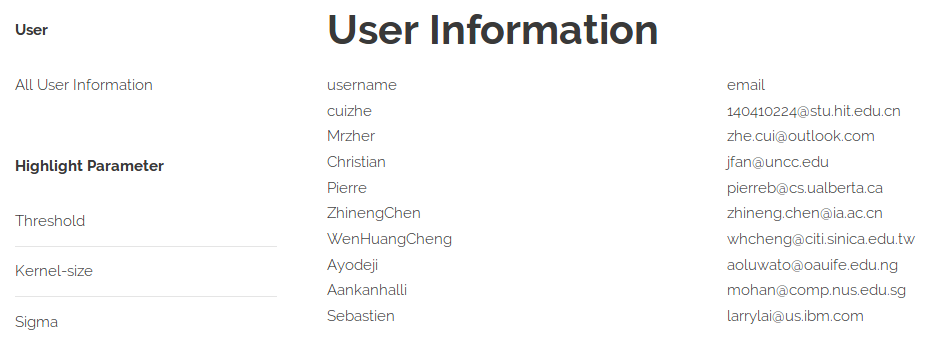 User
All User Information
Highlight Parameter
Threshold
Kernel-size
Sigma
User Information
username email
cuizhe 140410224@stu.hit.edu.cn
Mrzher zhe.cui@outlook.com
Christian jfan@uncc.edu
Pierre pierreb@cs.ualberta.ca
ZhinengChen zhineng.chen@ia.ac.cn
WenHuangCheng whcheng@citi.sinica.edu.tw
Ayodeji aoluwato@oauife.edu.ng
Aankanhalli mohan@comp.nus.edu.sg
Sebastien larrylai@us.ibm.com